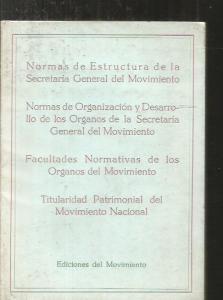 Normas de Estructura de la
Secretaría General del Movimiento
Normas de Organización y Desarro-
llo de los Organos de la Secretaría
General del Movimiento
Facultades Normativas de los
Organos del Movimiento
Titularidad Patrimonial del
Movimiento Nacional
Ediciones del Movimiento